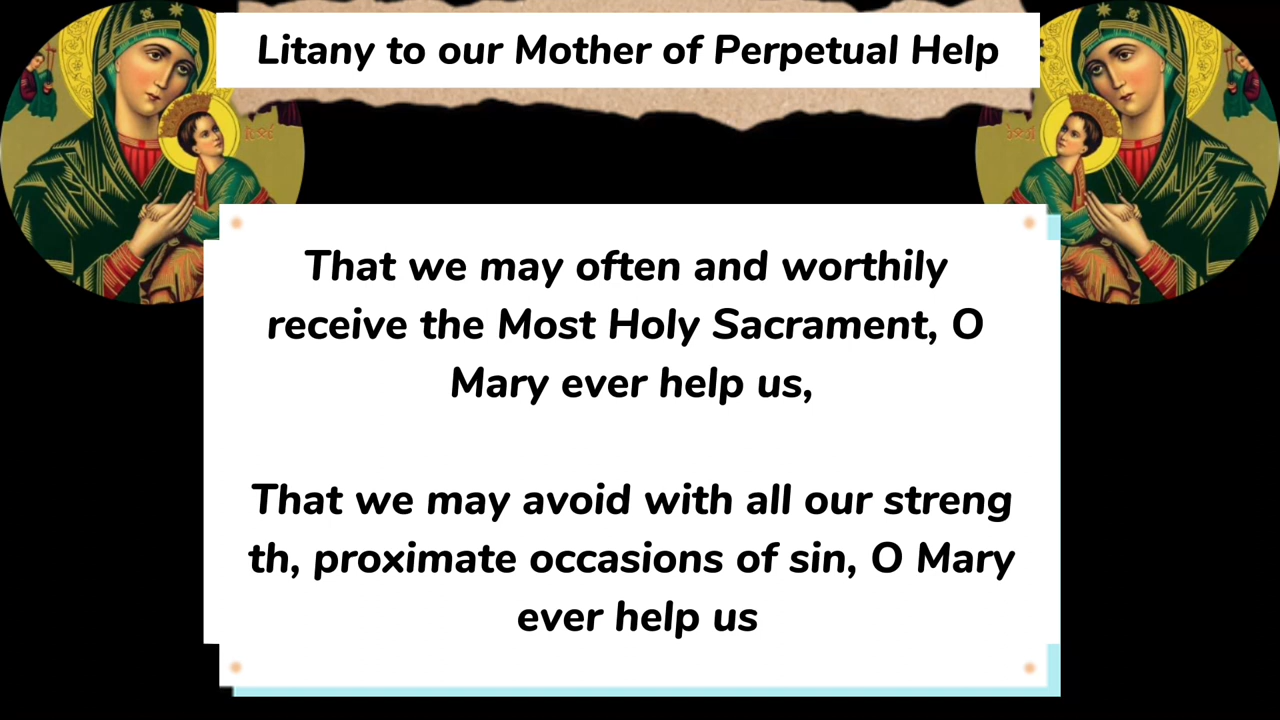 Litany to our Mother of Perpetual Help
That we may often and worthily
receive the Most Holy Sacrament, O
Mary ever help us,
That we may avoid with all our streng
th, proximate occasions of sin, O Mary
ever help us